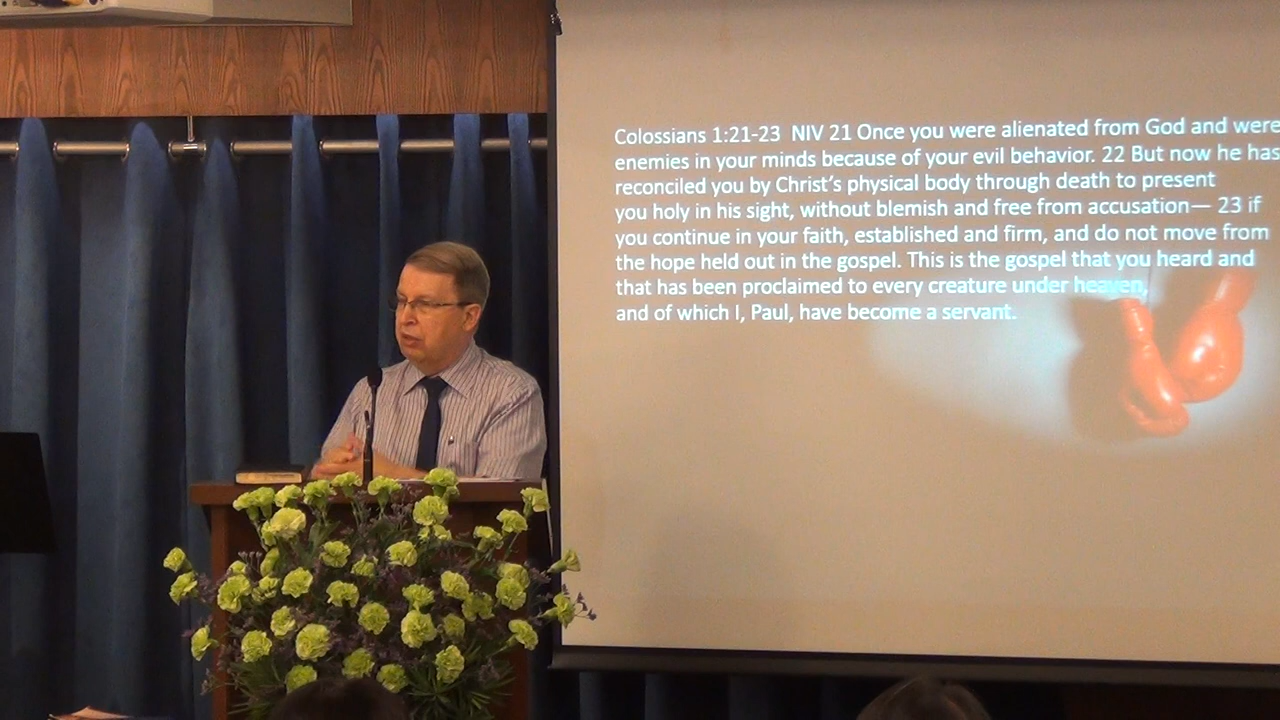 Colossians 1:21-23  NIV 21 Once you were alienated from God and were
enemies in your minds because of your evil behavior. 22 But now he has
reconciled you by Christ's physical body through death to present
you holy in his sight, without blemish and free from accusation— 23 if
you continue in your faith, established and firm, and do not move from
the hope held out in the gospel. This is the gospel that you heard and
that has been proclaimed to every creature under heaven,
and of which I, Paul, have become a servant.